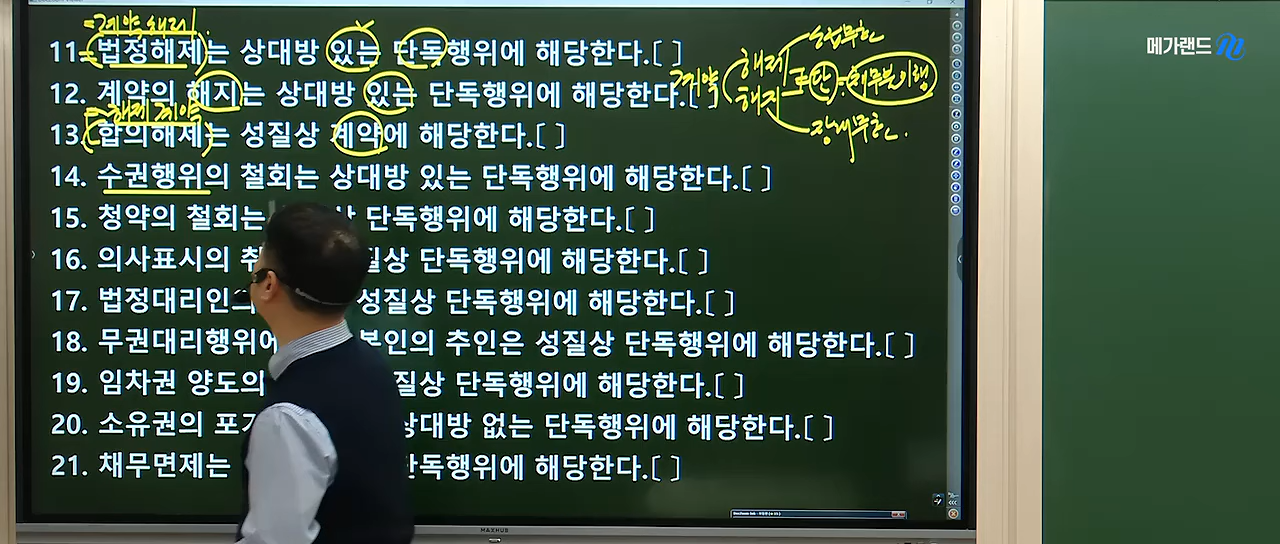 =계약해제
11. 법정해제는 상대방 있는 단독행위에 해당한다.[ ]
12. 계약의 해지는 상대방 있는 단독행위에 해당한다.[ ]
해제계약
13. 합의해제는 성질상 계약에 해당한다.[ ]
14. 수권행위의 철회는 상대방 있는 단독행위에 해당한다.[ ]
15. 청약의 철회는 상 단독행위에 해당한다.[ ]
16. 의사표시의 취 질상 단독행위에 해당한다.[ ]
17. 법정대리인의 성질상 단독행위에 해당한다.[ ]
18. 무권대리행위에 본인의 추인은 성질상 단독행위에 해당한다.[ ]
19. 임차권 양도의 질상 단독행위에 해당한다.[ ]
20. 소유권의 포기 상대방 없는 단독행위에 해당한다.[ ]
21. 채무면제는 단독행위에 해당한다.[ ]
계약
해제
해지
단
채무불이행
장래무효.
메가랜드
MAXHUB